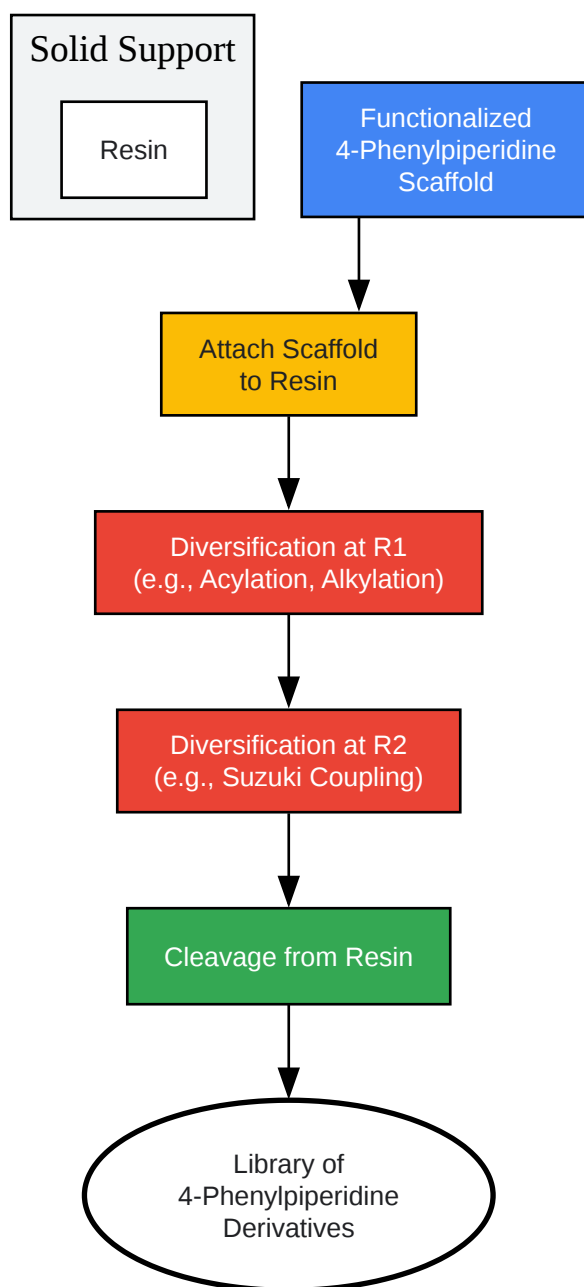 Solid Support
Resin
Functionalized
4-Phenylpiperidine
Scaffold
Attach Scaffold
to Resin
Diversification at R1
(e.g., Acylation, Alkylation)
Diversification at R2
(e.g., Suzuki Coupling)
Cleavage from Resin
Library of
4-Phenylpiperidine
Derivatives